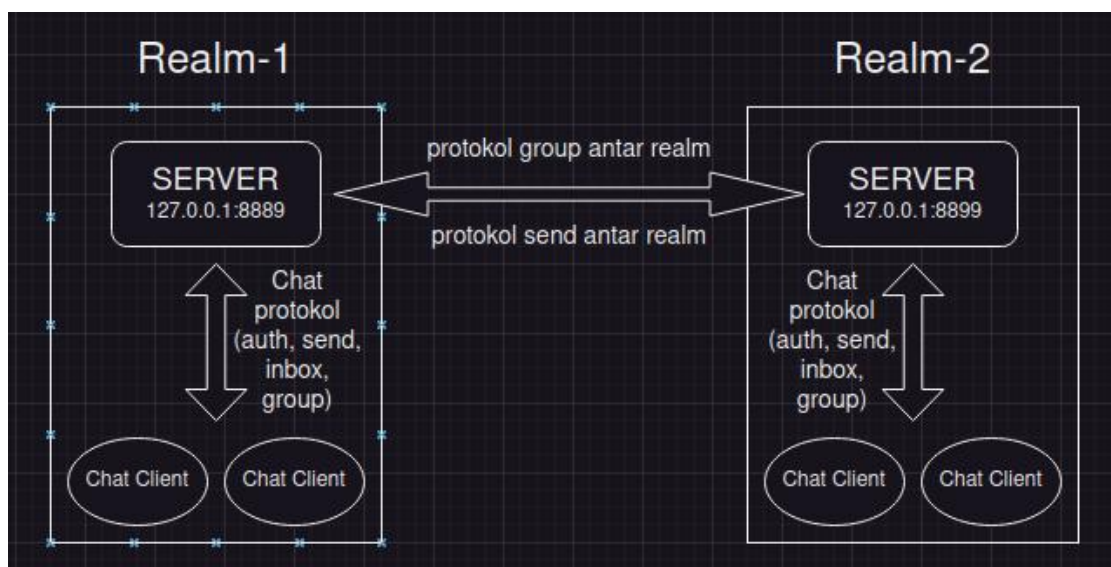 Realm-1
Realm-2
protokol group antar realm
SERVER
127.0.0.1:8889
SERVER
127.0.0.1:8899
protokol send antar realm
Chat
protokol
(auth, send,
inbox,
group)
Chat
protokol
(auth, send,
inbox,
group)
Chat Client
Chat Client
Chat Client
Chat Client